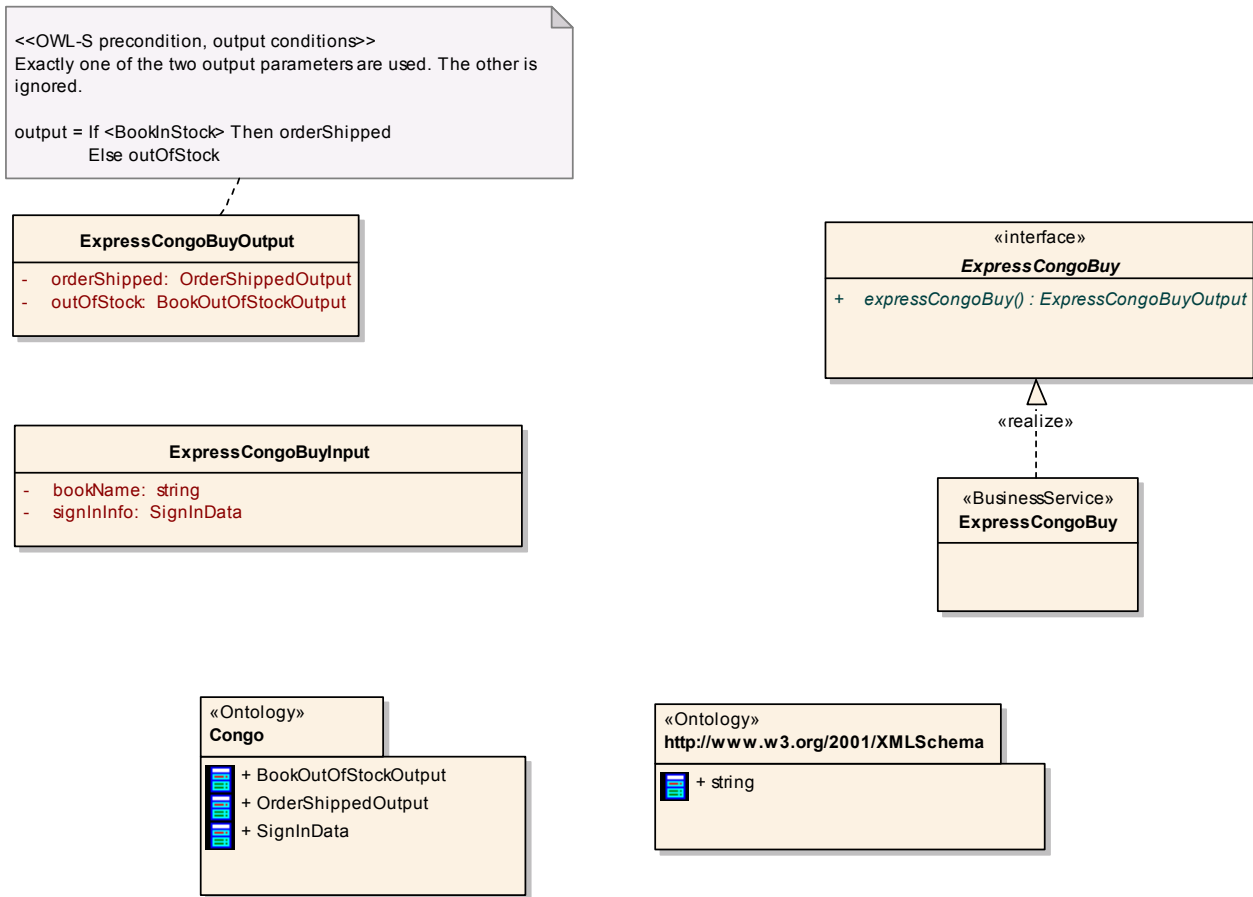 <<OWL-S precondition, output conditions>>
Exactly one of the two output parameters are used. The other is
ignored.
output = If <BookInStock> Then orderShipped
Else outOfStock
ExpressCongoBuyOutput
- orderShipped: OrderShippedOutput
- outOfStock: BookOutOfStockOutput
«interface»
ExpressCongoBuy
+ expressCongoBuy() : ExpressCongoBuyOutput
«realize»
ExpressCongoBuyInput
- bookName: string
- signInInfo: SignInData
«BusinessService»
ExpressCongoBuy
«Ontology»
Congo
+ BookOutOfStockOutput
+ OrderShippedOutput
+ SignInData
«Ontology»
http://www.w3.org/2001/XMLSchema
+ string